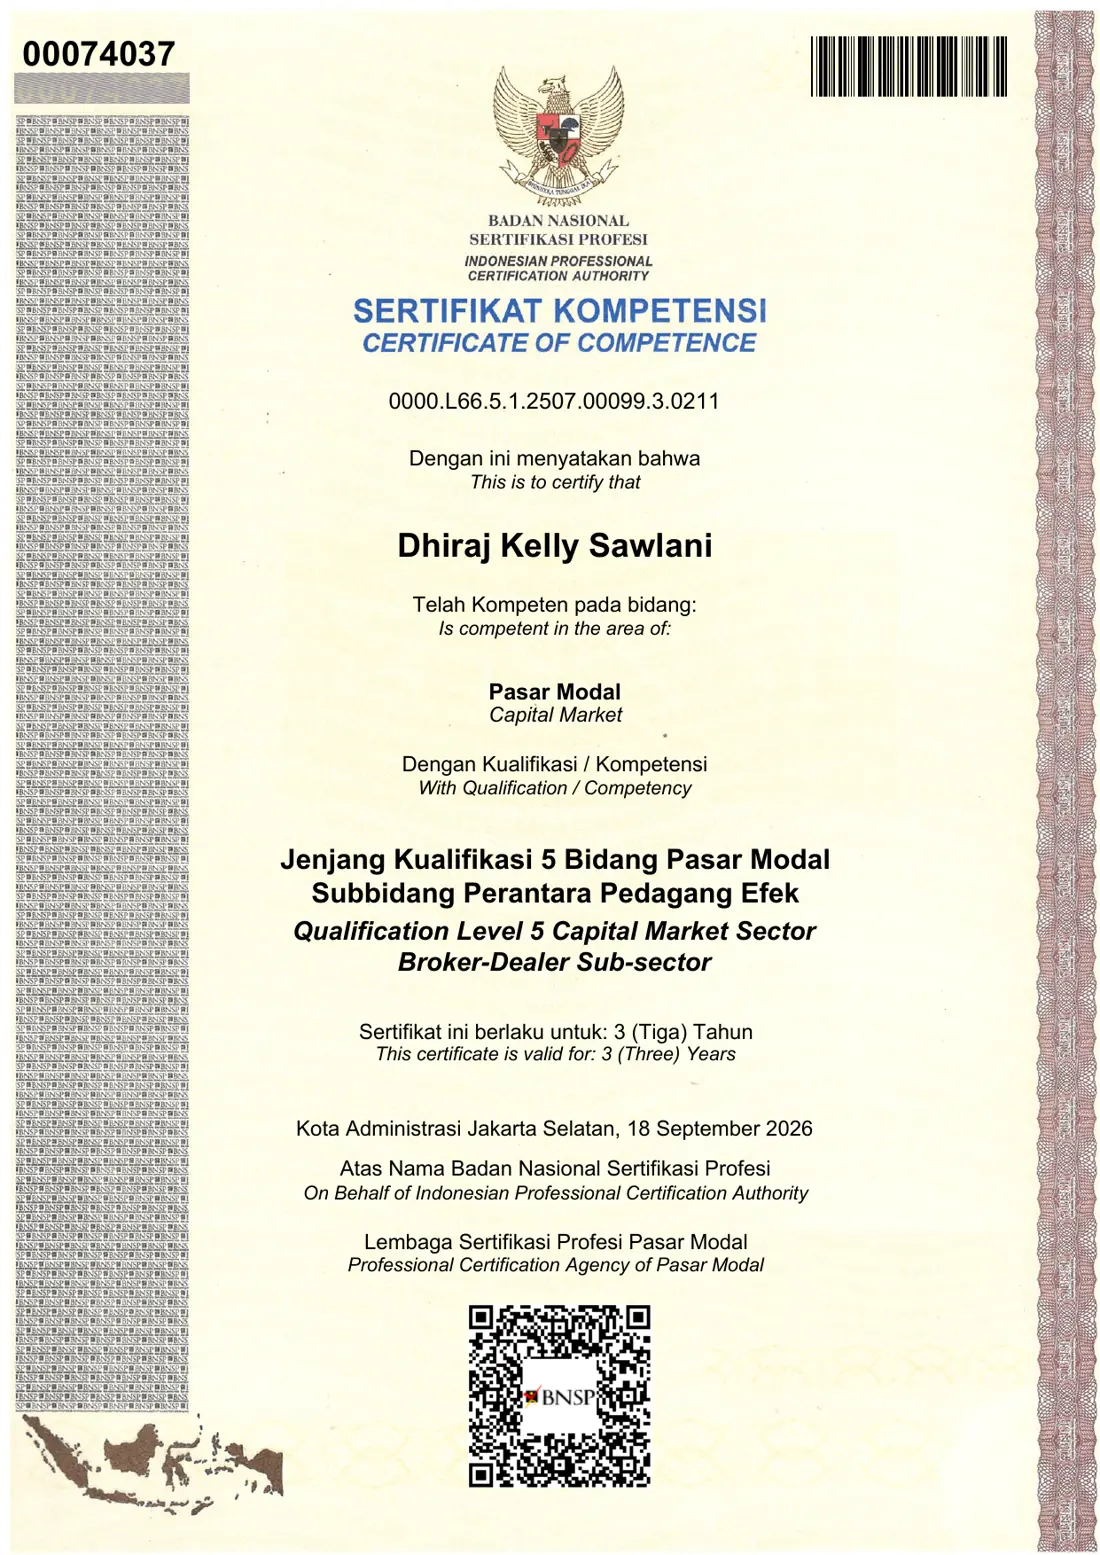 00074037
BADAN NASIONAL
SERTIFIKASI PROFESI
INDONESIAN PROFESSIONAL
CERTIFICATION AUTHORITY
SERTIFIKAT KOMPETENSI
CERTIFICATE OF COMPETENCE
0000.L66.5.1.2507.00099.3.0211
Dengan ini menyatakan bahwa
This is to certify that
Dhiraj Kelly Sawlani
Telah Kompeten pada bidang:
Is competent in the area of:
Pasar Modal
Capital Market
Dengan Kualifikasi / Kompetensi
With Qualification / Competency
Jenjang Kualifikasi 5 Bidang Pasar Modal
Subbidang Perantara Pedagang Efek
Qualification Level 5 Capital Market Sector
Broker-Dealer Sub-sector
Sertifikat ini berlaku untuk: 3 (Tiga) Tahun
This certificate is valid for: 3 (Three) Years
Kota Administrasi Jakarta Selatan, 18 September 2026
Atas Nama Badan Nasional Sertifikasi Profesi
On Behalf of Indonesian Professional Certification Authority
Lembaga Sertifikasi Profesi Pasar Modal
Professional Certification Agency of Pasar Modal
BNSP